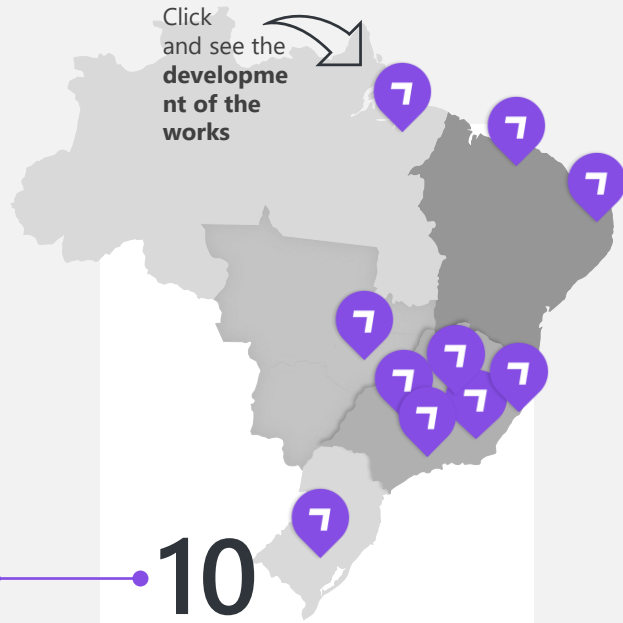 Click
and see the
developme
nt of the
works
10